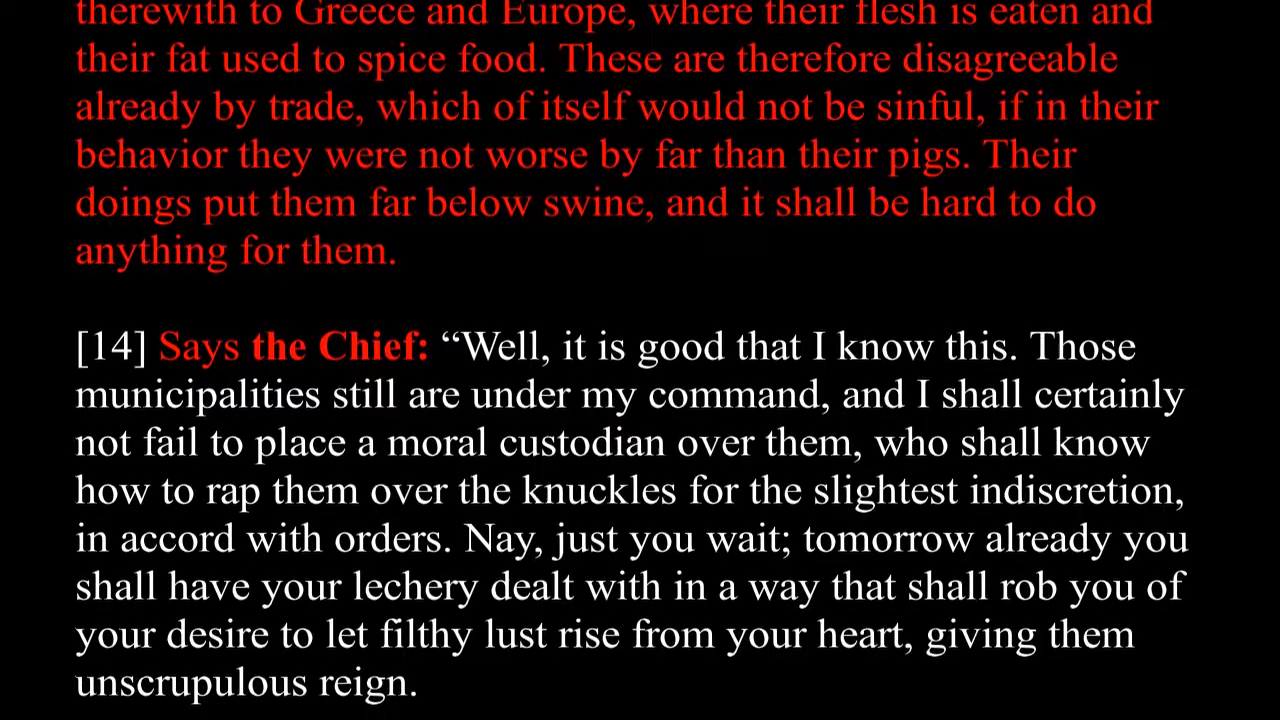 therewith to Greece and Europe, where their flesh is eaten and
their fat used to spice food. These are therefore disagreeable
already by trade, which of itself would not be sinful, if in their
behavior they were not worse by far than their pigs. Their
doings put them far below swine, and it shall be hard to do
anything for them.
[14] Says the Chief: “Well, it is good that I know this. Those
municipalities still are under my command, and I shall certainly
not fail to place a moral custodian over them, who shall know
how to rap them over the knuckles for the slightest indiscretion,
in accord with orders. Nay, just you wait; tomorrow already you
shall have your lechery dealt with in a way that shall rob you of
your desire to let filthy lust rise from your heart, giving them
unscrupulous reign.